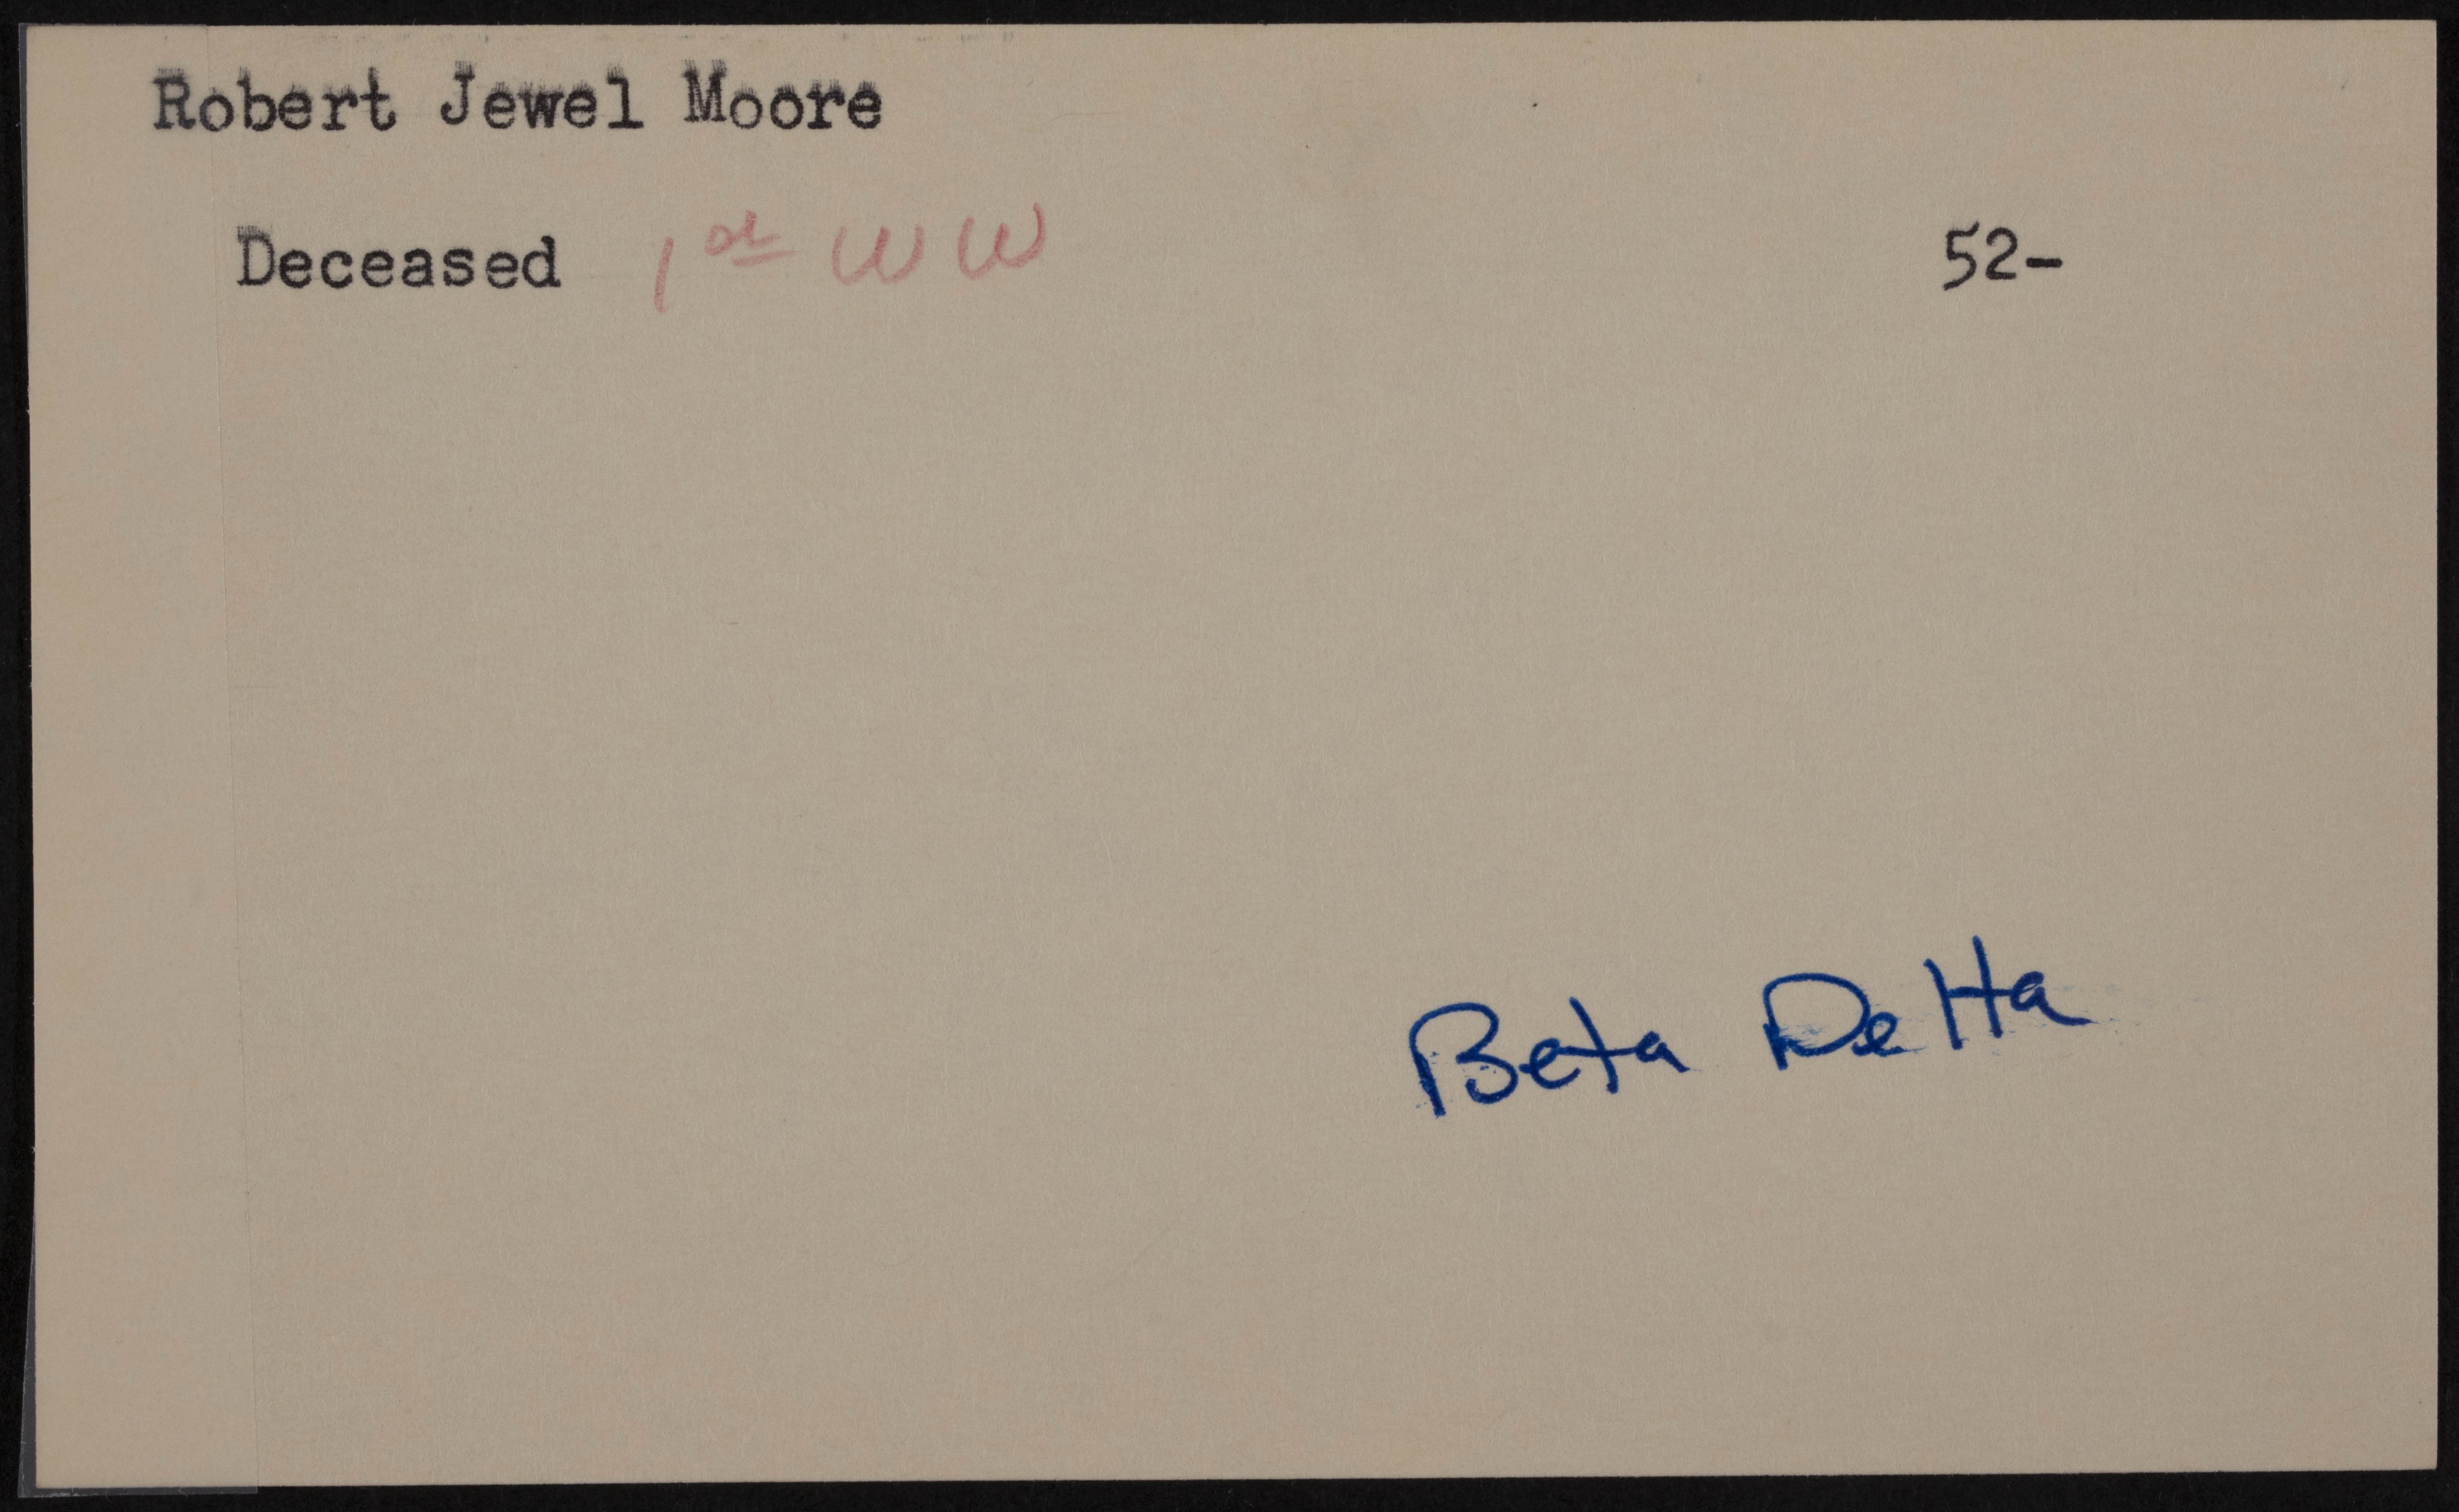 Robert Jewel Moore
Deceased 1st WW 52-
Beta Delta